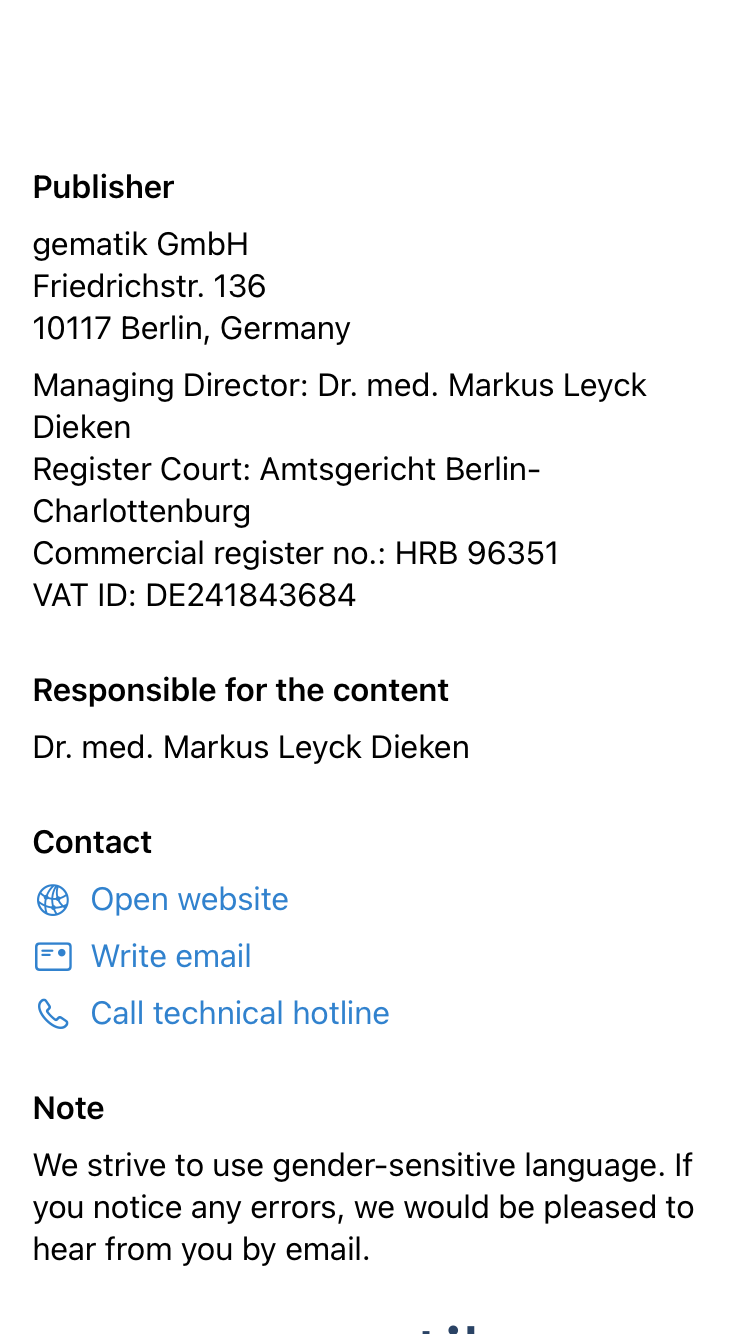 Publisher
gematik GmbH
Friedrichstr. 136
10117 Berlin, Germany
Managing Director: Dr. med. Markus Leyck
Dieken
Register Court: Amtsgericht Berlin-
Charlottenburg
Commercial register no.: HRB 96351
VAT ID: DE241843684
Responsible for the content
Dr. med. Markus Leyck Dieken
Contact
Open website
Write email
Call technical hotline
Note
We strive to use gender-sensitive language. If
you notice any errors, we would be pleased to
hear from you by email.